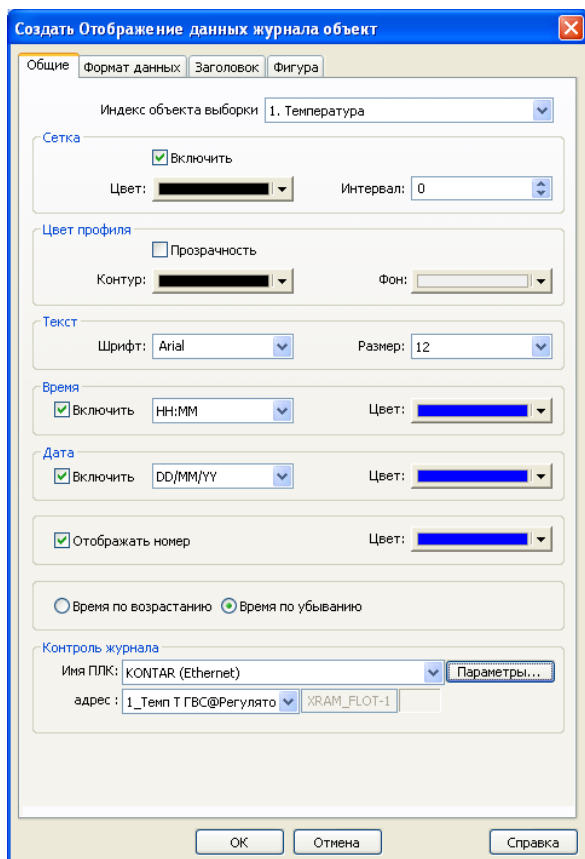 Создать Отображение данных журнала объект
Общие Формат данных Заголовок Фигура
Индекс объекта выборки 1. Температура
Сетка
Включить
Цвет: Интервал: 0
Цвет профиля
Прозрачность
Контур: Фон:
Текст
Шрифт: Arial Размер: 12
Время
Включить HH:MM Цвет:
Дата
Включить DD/MM/YY Цвет:
Отображать номер Цвет:
Время по возрастанию Время по убыванию
Контроль журнала
Имя ПЛК: KONTAR (Ethernet) Параметры...
адрес : 1_Темп Т ГВС@Регулято XRAM_FLOT-1
OK Отмена Справка